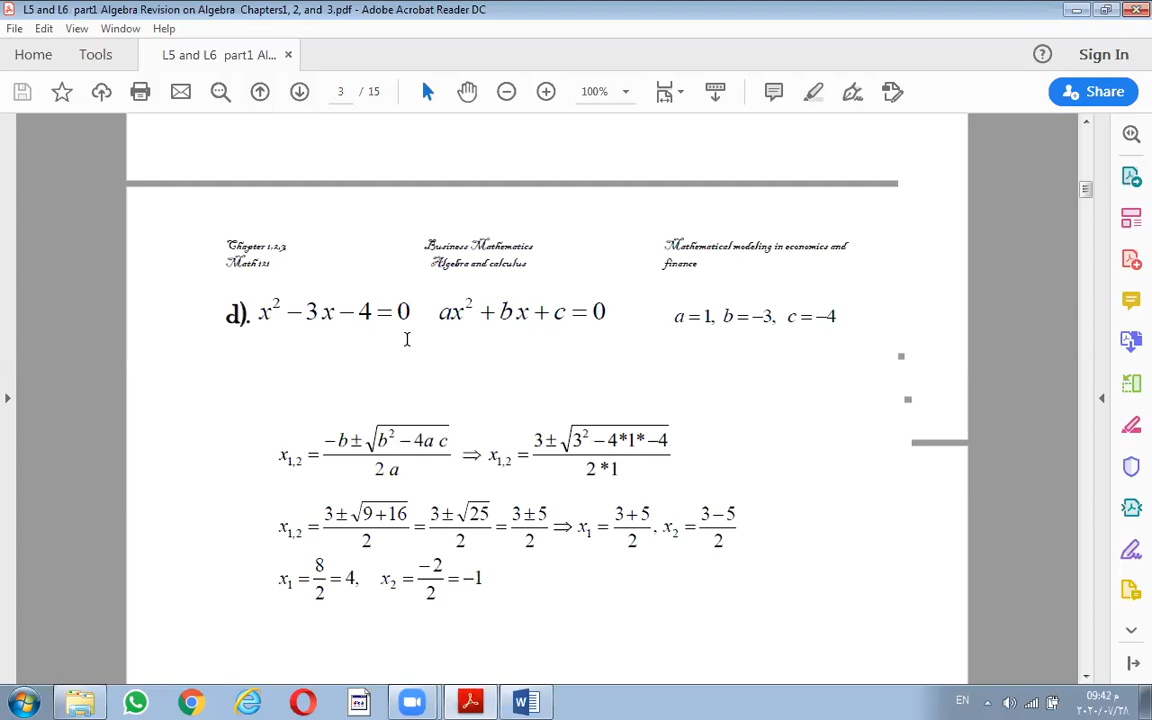 L5 and L6  part1 Algebra Revision on Algebra  Chapters1, 2, and  3.pdf - Adobe Acrobat Reader DC
File Edit View Window Help
Home Tools L5 and L6  part1 Al... × Sign In
3 / 15 100% Share
Chapter 1,2,3 Business Mathematics Mathematical modeling in economics and
Math 121 Algebra and calculus finance
d). x² − 3x − 4 = 0 ax² + bx + c = 0 a = 1, b = −3, c = −4
x₁,₂ = (−b ± √(b² − 4a c)) / (2 a) ⇒ x₁,₂ = (3 ± √(3² − 4*1*−4)) / (2 *1)
x₁,₂ = (3 ± √(9+16)) / 2 = (3 ± √25) / 2 = (3 ± 5) / 2 ⇒ x₁ = (3+5) / 2, x₂ = (3−5) / 2
x₁ = 8/2 = 4, x₂ = −2/2 = −1
EN 09:42 م
٢٠٢٠/٠٧/٢٨